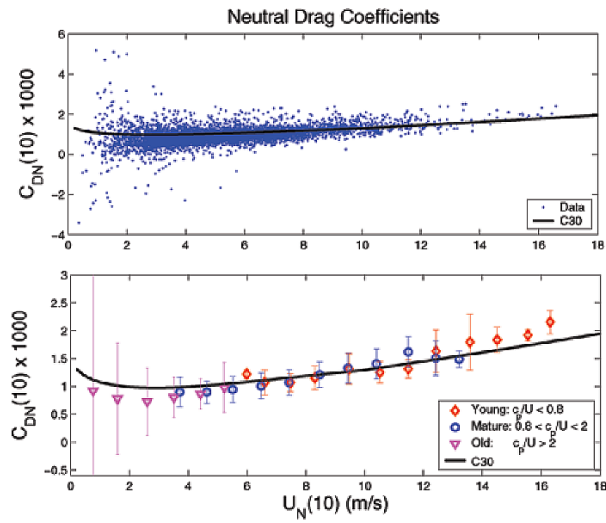 Neutral Drag Coefficients
C_DN(10) x 1000
6
4
2
0
-2
-4
0 2 4 6 8 10 12 14 16 18
Data
C30
C_DN(10) x 1000
3
2.5
2
1.5
1
0.5
0
-0.5
0 2 4 6 8 10 12 14 16 18
Young: c_p/U < 0.8
Mature: 0.8 < c_p/U < 2
Old: c_p/U > 2
C30
U_N(10) (m/s)